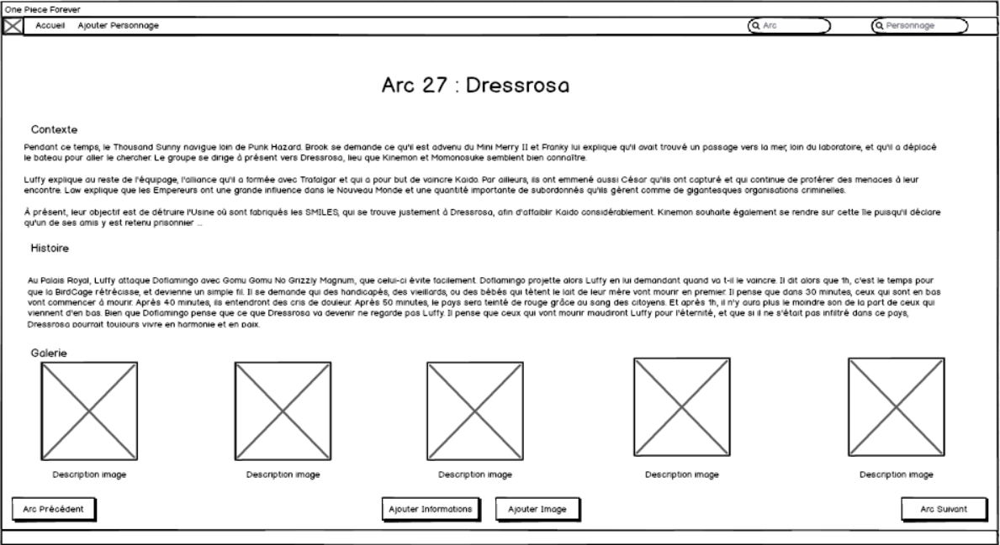 One Piece Forever
Accueil Ajouter Personnage Arc Personnage
Arc 27 : Dressrosa
Contexte
Pendant ce temps, le Thousand Sunny navigue loin de Punk Hazard. Brook se demande ce qu'il est advenu du Mini Merry II et Franky lui explique qu'il avait trouvé un passage vers la mer, loin du laboratoire, et qu'il a déplacé
le bateau pour aller le chercher. Le groupe se dirige à présent vers Dressrosa, lieu que Kinemon et Momonosuke semblent bien connaître.
Luffy explique au reste de l'équipage, l'alliance qu'il a formée avec Trafalgar et qui a pour but de vaincre Kaido. Par ailleurs, ils ont emmené aussi César qu'ils ont capturé et qui continue de proférer des menaces à leur
encontre. Law explique que les Empereurs ont une grande influence dans le Nouveau Monde et une quantité importante de subordonnés qu'ils gèrent comme de gigantesques organisations criminelles.
À présent, leur objectif est de détruire l'Usine où sont fabriqués les SMILES, qui se trouve justement à Dressrosa, afin d'affaiblir Kaido considérablement. Kinemon souhaite également se rendre sur cette île puisqu'il déclare
qu'un de ses amis y est retenu prisonnier ...
Histoire
Au Palais Royal, Luffy attaque Doflamingo avec Gomu Gomu No Grizzly Magnum, que celui-ci évite facilement. Doflamingo projette alors Luffy en lui demandant quand va t-il le vaincre. Il dit alors que 1h, c'est le temps pour
que la BirdCage rétrécisse, et devienne un simple fil. Il se demande qui des handicapés, des vieillards, ou des bébés qui tètent le lait de leur mère vont mourir en premier. Il pense que dans 30 minutes, ceux qui sont en bas
vont commencer à mourir. Après 40 minutes, ils entendront des cris de douleur. Après 50 minutes, le pays sera teinté de rouge grâce au sang des citoyens. Et après 1h, il n'y aura plus le moindre son de la part de ceux qui
viennent d'en bas. Bien que Doflamingo pense que ce que Dressrosa va devenir ne regarde pas Luffy. Il pense que ceux qui vont mourir maudiront Luffy pour l'éternité, et que si il ne s'était pas infiltré dans ce pays,
Dressrosa pourrait toujours vivre en harmonie et en paix.
Galerie
Description image Description image Description image Description image Description image
Arc Précédent Ajouter Informations Ajouter Image Arc Suivant